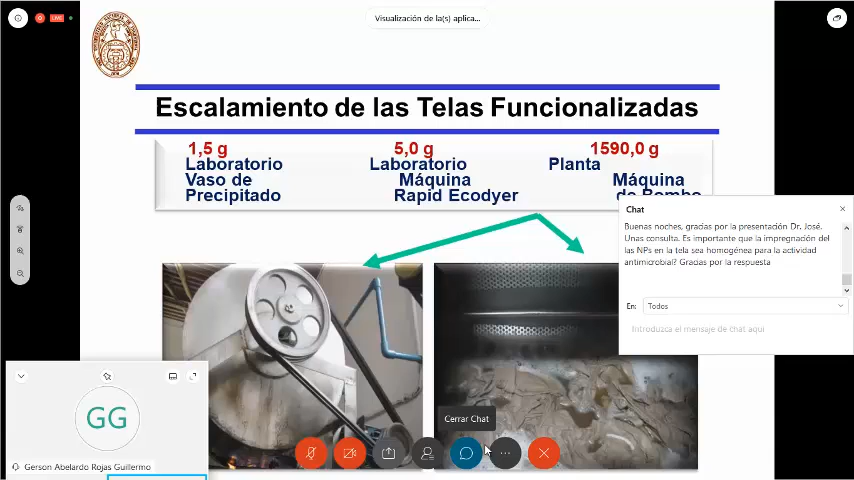 LIVE
Visualización de la(s) aplica...
Escalamiento de las Telas Funcionalizadas
1,5 g
Laboratorio
Vaso de
Precipitado
5,0 g
Laboratorio
Máquina
Rapid Ecodyer
1590,0 g
Planta
Máquina
de Bombo
Chat
Buenas noches, gracias por la presentación Dr. José.
Unas consulta. Es importante que la impregnación del
las NPs en la tela sea homogénea para la actividad
antimicrobial? Gracias por la respuesta
En:
Todos
Introduzca el mensaje de chat aquí
GG
Gerson Abelardo Rojas Guillermo
Cerrar Chat